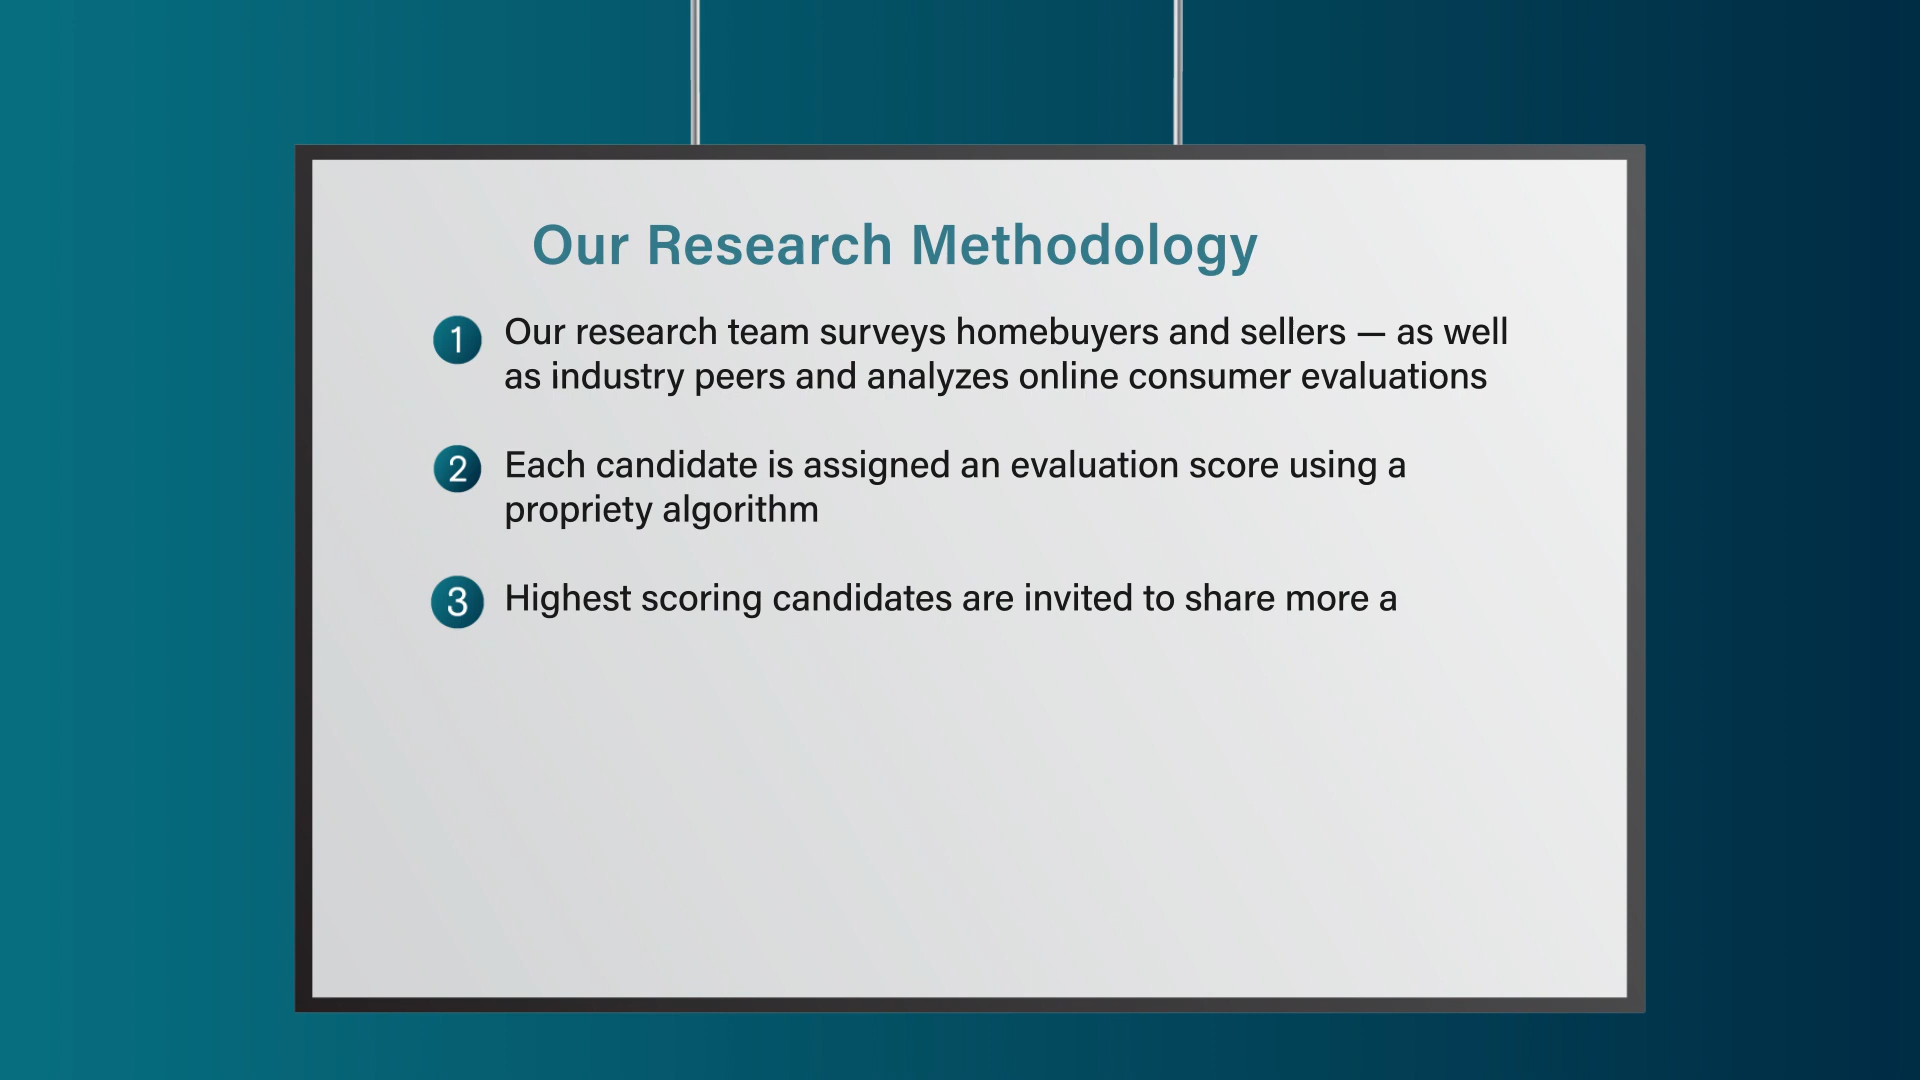 Our Research Methodology
1 Our research team surveys homebuyers and sellers — as well
as industry peers and analyzes online consumer evaluations
2 Each candidate is assigned an evaluation score using a
propriety algorithm
3 Highest scoring candidates are invited to share more a